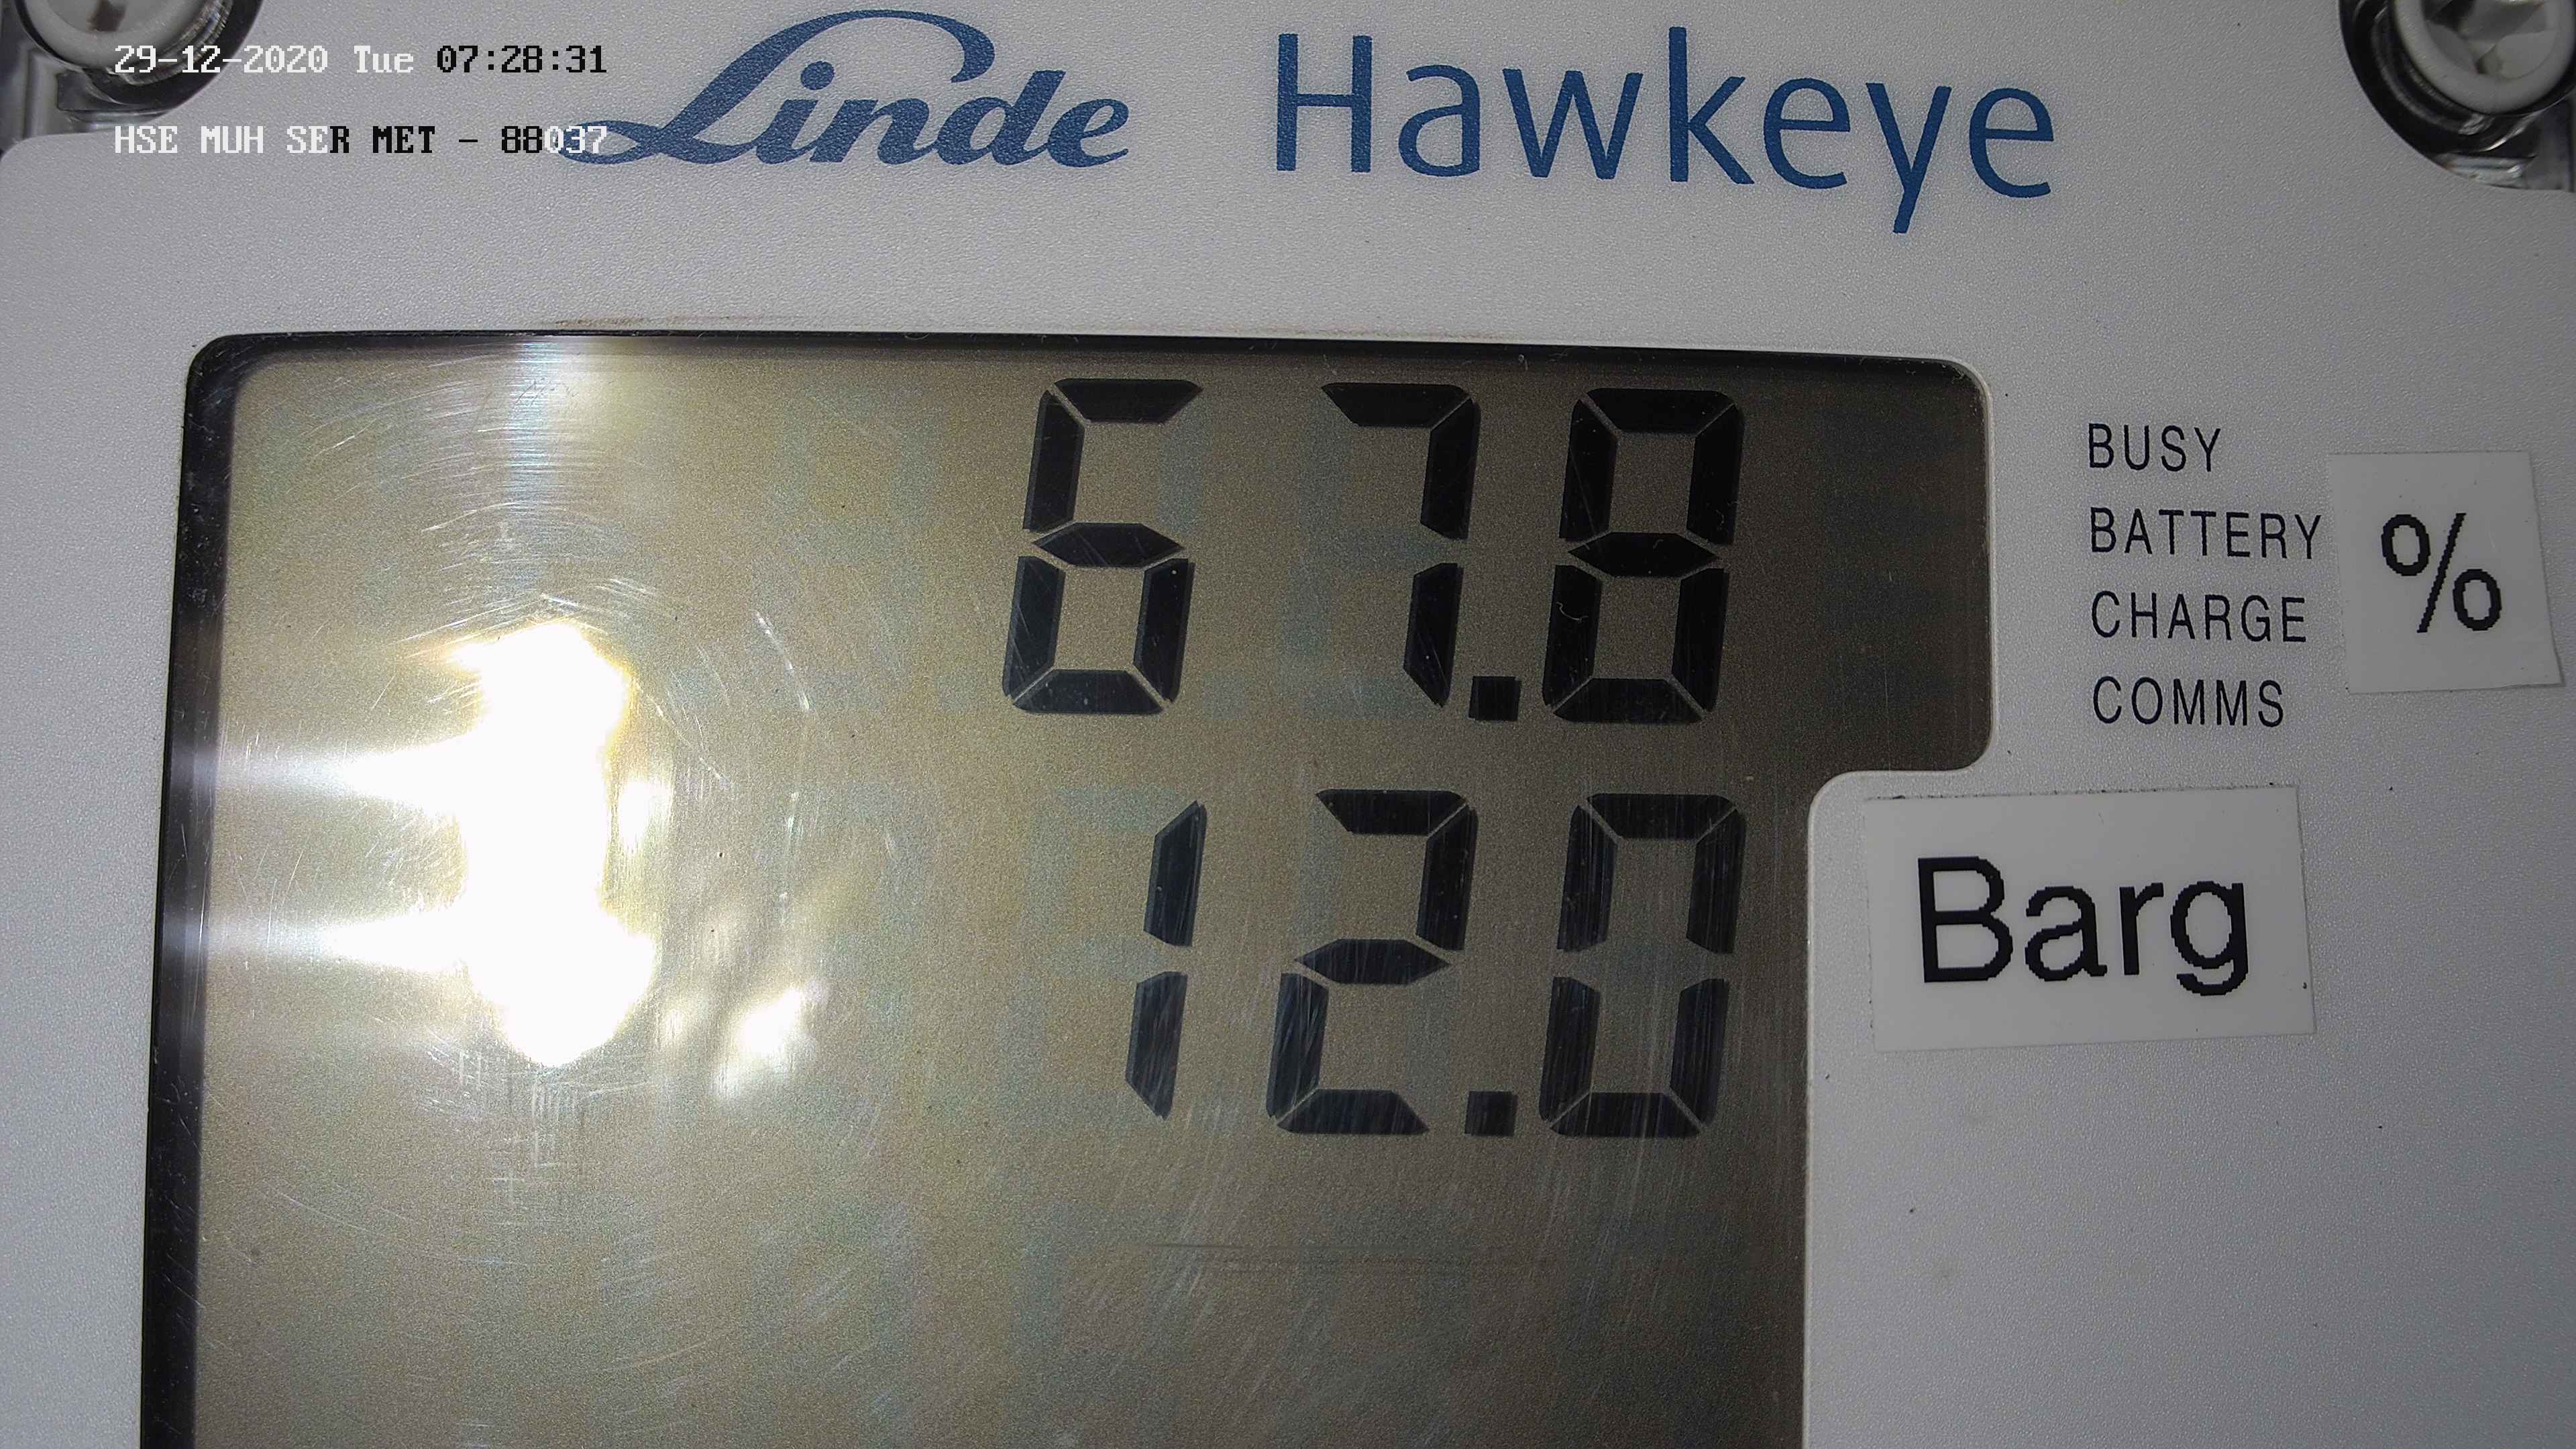 29-12-2020 Tue 07:28:31
HSE MUH SER MET - 88037
Linde Hawkeye
67.8
BUSY
BATTERY
CHARGE
COMMS
%
12.0
Barg